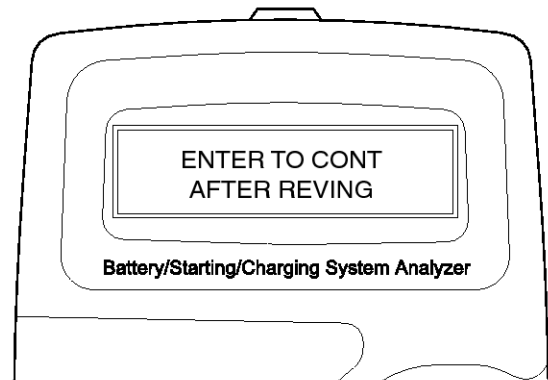 ENTER TO CONT
AFTER REVING
Battery/Starting/Charging System Analyzer